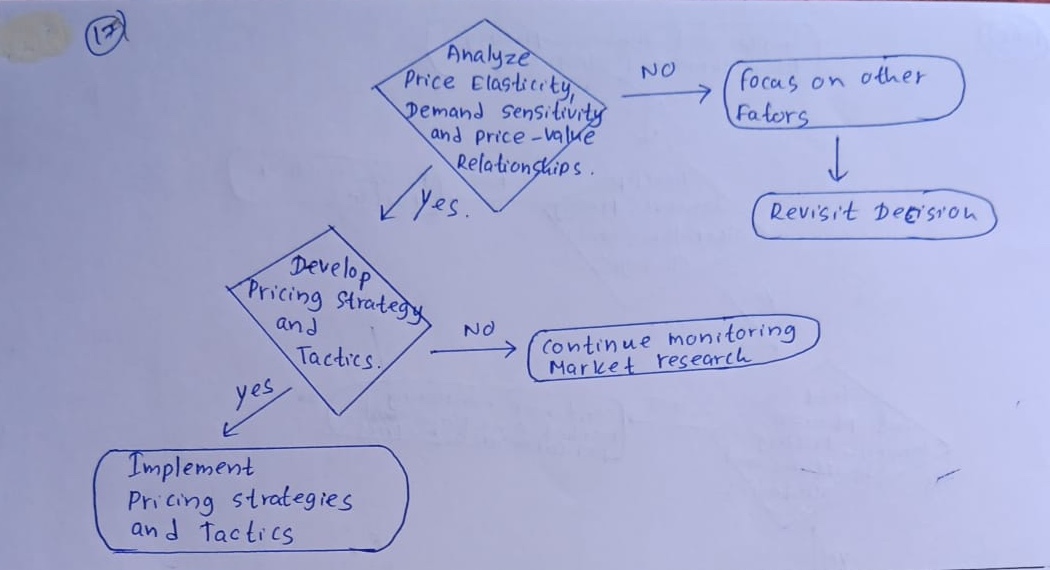 17
Analyze
Price Elasticity,
Demand sensitivity
and price-value
Relationships.
NO
Focus on other
Fators
Revisit Decision
Yes.
Develop
Pricing strategy
and
Tactics.
NO
Continue monitoring
Market research
yes
Implement
Pricing strategies
and Tactics